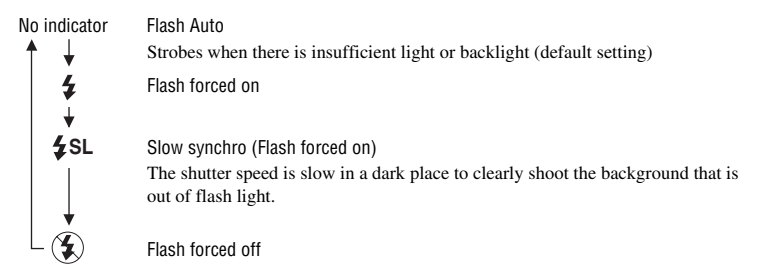 No indicator Flash Auto
Strobes when there is insufficient light or backlight (default setting)
Flash forced on
SL Slow synchro (Flash forced on)
The shutter speed is slow in a dark place to clearly shoot the background that is
out of flash light.
Flash forced off